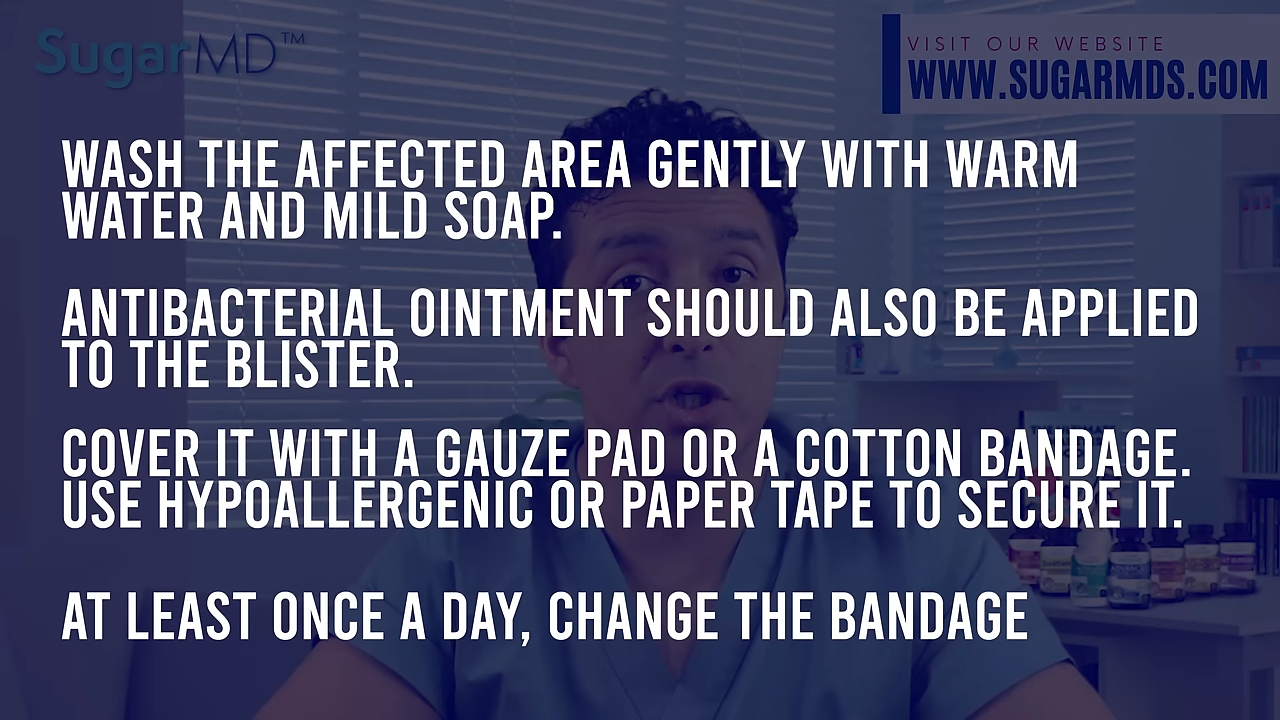 SugarMD™
VISIT OUR WEBSITE
WWW.SUGARMDS.COM
WASH THE AFFECTED AREA GENTLY WITH WARM
WATER AND MILD SOAP.
ANTIBACTERIAL OINTMENT SHOULD ALSO BE APPLIED
TO THE BLISTER.
COVER IT WITH A GAUZE PAD OR A COTTON BANDAGE.
USE HYPOALLERGENIC OR PAPER TAPE TO SECURE IT.
AT LEAST ONCE A DAY, CHANGE THE BANDAGE